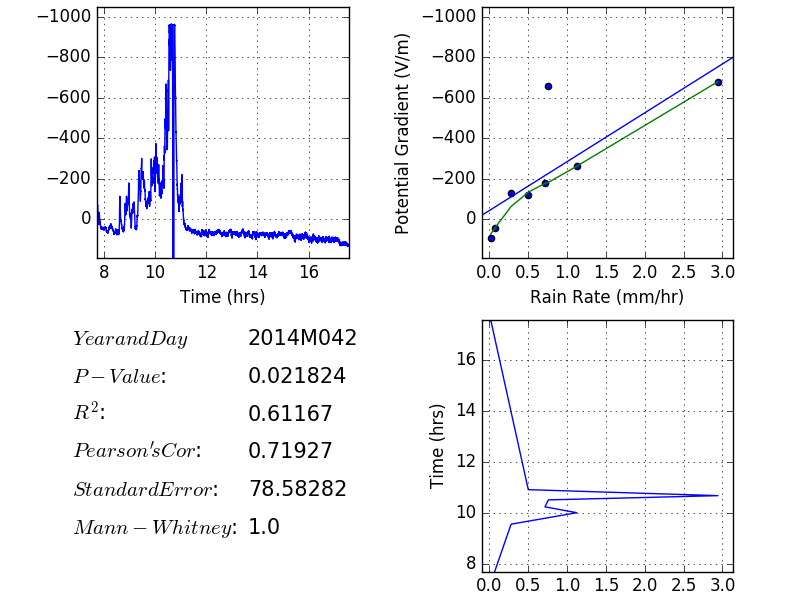 −1000
−800
−600
−400
−200
0
8 10 12 14 16
Time (hrs)
Potential Gradient (V/m)
−1000
−800
−600
−400
−200
0
0.0 0.5 1.0 1.5 2.0 2.5 3.0
Rain Rate (mm/hr)
YearandDay 2014M042
P−Value: 0.021824
R²: 0.61167
Pearson'sCor: 0.71927
StandardError: 78.58282
Mann−Whitney: 1.0
Time (hrs)
16
14
12
10
8
0.0 0.5 1.0 1.5 2.0 2.5 3.0